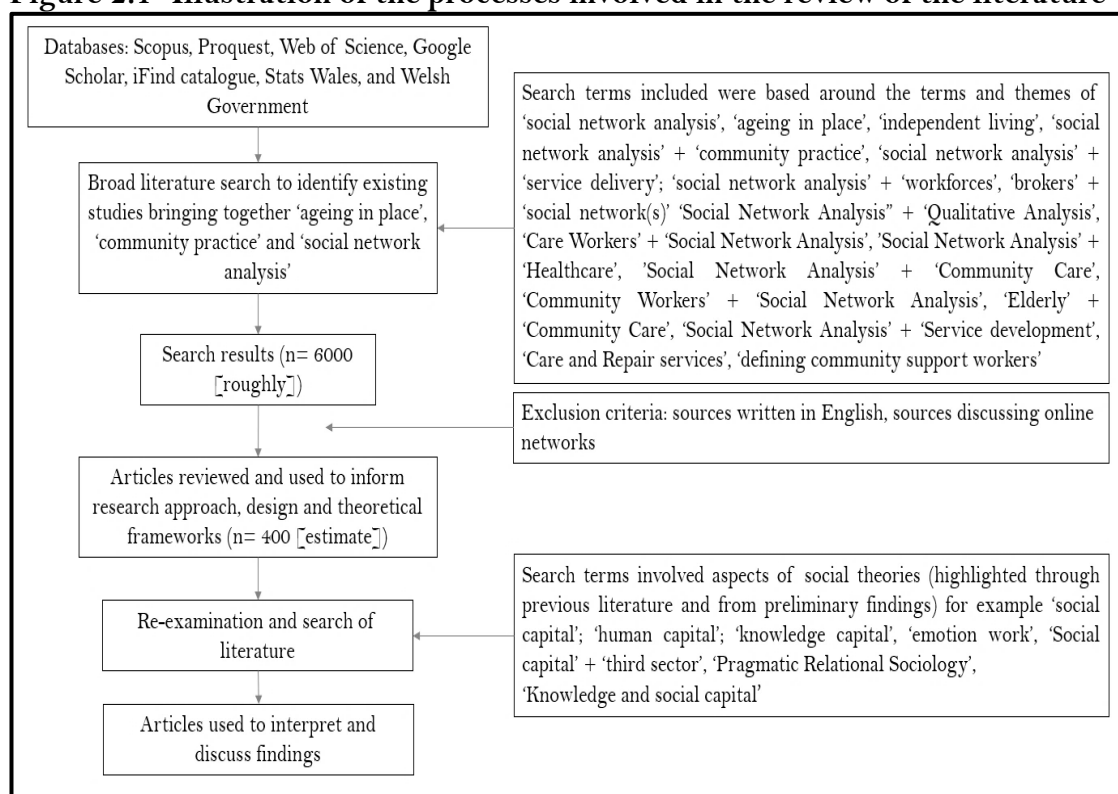 Figure 2.1 Illustration of the processes involved in the review of the literature
Databases: Scopus, Proquest, Web of Science, Google
Scholar, iFind catalogue, Stats Wales, and Welsh
Government
Search terms included were based around the terms and themes of
‘social network analysis’, ‘ageing in place’, ‘independent living’, ‘social
network analysis’ + ‘community practice’, ‘social network analysis’ +
‘service delivery’; ‘social network analysis’ + ‘workforces’, ‘brokers’ +
‘social network(s)’ ‘Social Network Analysis” + ‘Qualitative Analysis’,
‘Care Workers’ + ‘Social Network Analysis’, ’Social Network Analysis’ +
‘Healthcare’, ’Social Network Analysis’ + ‘Community Care’,
‘Community Workers’ + ‘Social Network Analysis’, ‘Elderly’ +
‘Community Care’, ‘Social Network Analysis’ + ‘Service development’,
‘Care and Repair services’, ‘defining community support workers’
Broad literature search to identify existing
studies bringing together ‘ageing in place’,
‘community practice’ and ‘social network
analysis’
Search results (n= 6000
[roughly])
Exclusion criteria: sources written in English, sources discussing online
networks
Articles reviewed and used to inform
research approach, design and theoretical
frameworks (n= 400 [estimate])
Search terms involved aspects of social theories (highlighted through
previous literature and from preliminary findings) for example ‘social
capital’; ‘human capital’; ‘knowledge capital’, ‘emotion work’, ‘Social
capital’ + ‘third sector’, ‘Pragmatic Relational Sociology’,
‘Knowledge and social capital’
Re-examination and search of
literature
Articles used to interpret and
discuss findings